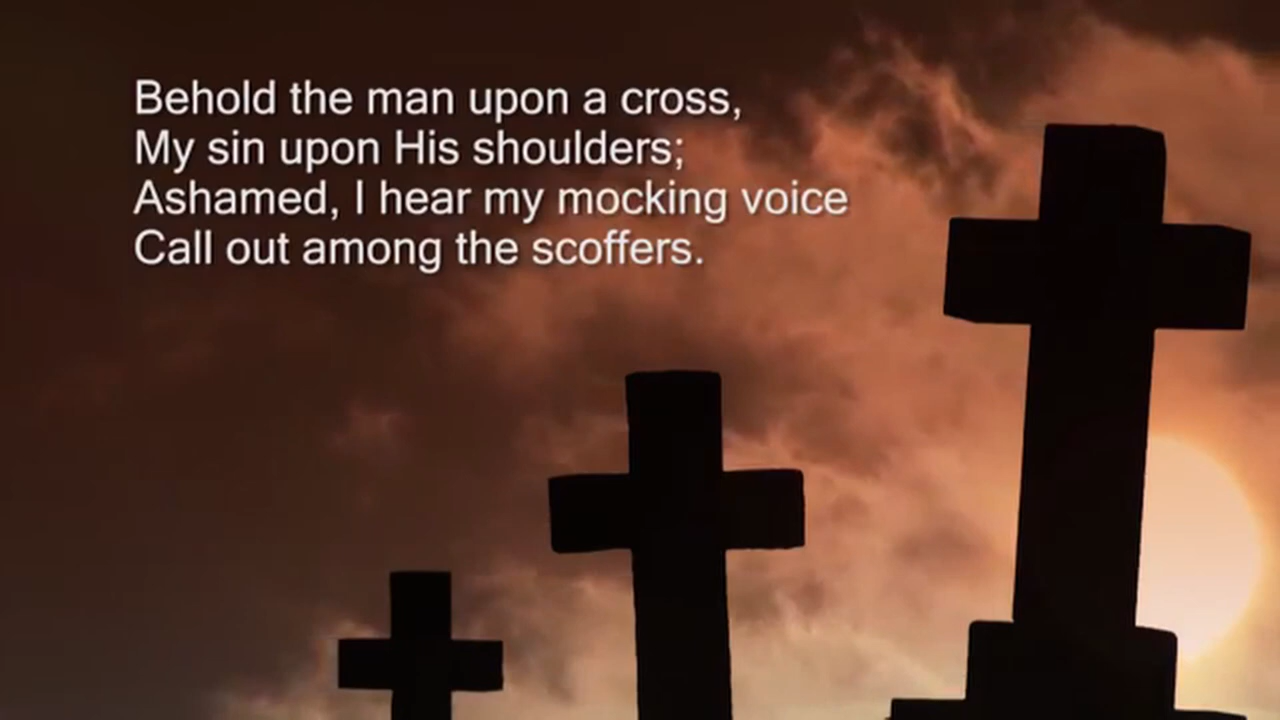 Behold the man upon a cross,
My sin upon His shoulders;
Ashamed, I hear my mocking voice
Call out among the scoffers.